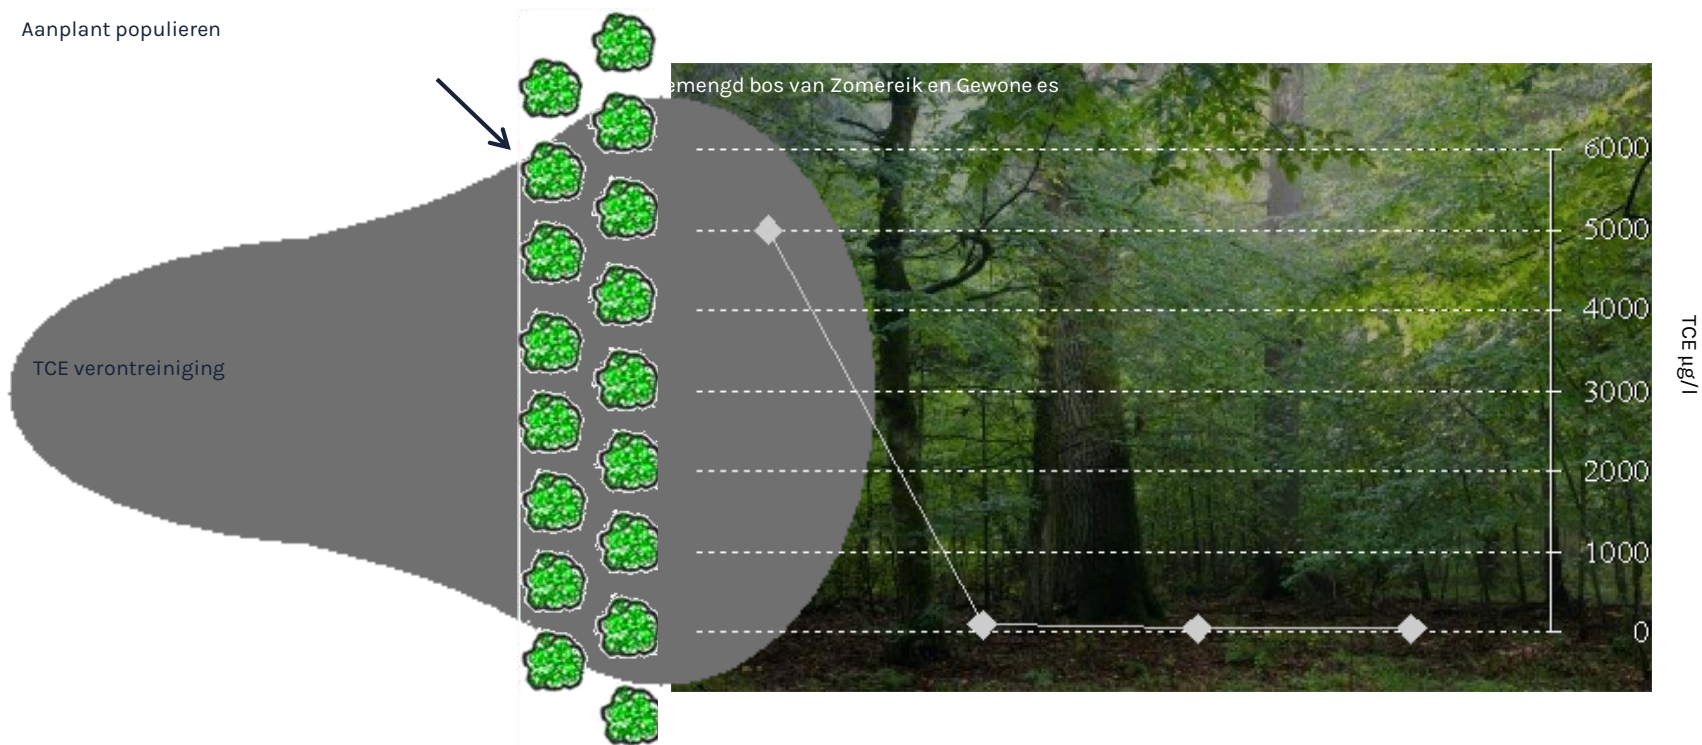 Aanplant populieren
emengd bos van Zomereik en Gewone es
6000
5000
4000
TCE µg/l
TCE verontreiniging
3000
2000
1000
0